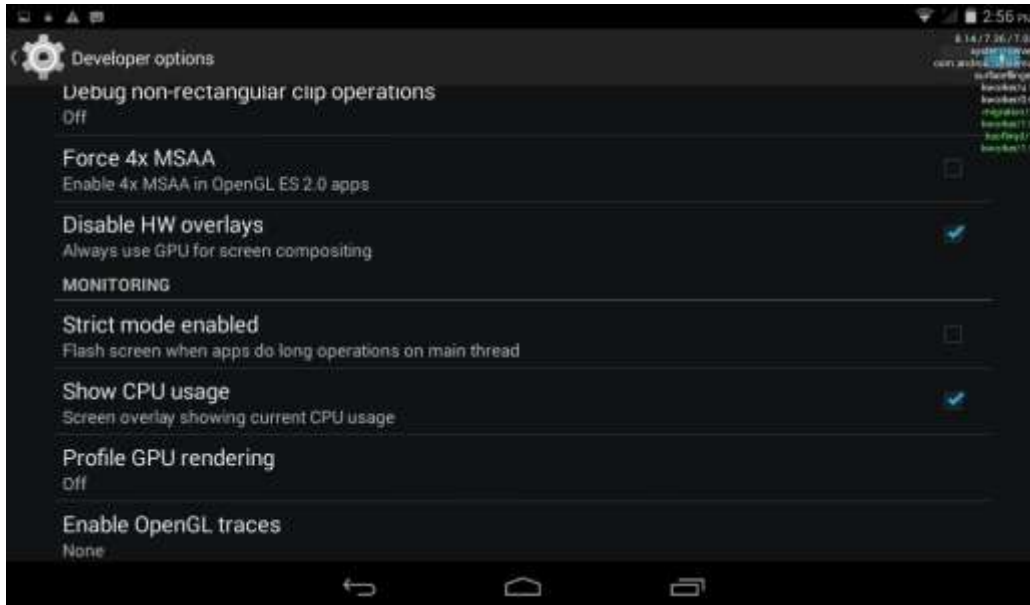 2:56 PM
Developer options
Debug non-rectangular clip operations
Off
Force 4x MSAA
Enable 4x MSAA in OpenGL ES 2.0 apps
Disable HW overlays
Always use GPU for screen compositing
MONITORING
Strict mode enabled
Flash screen when apps do long operations on main thread
Show CPU usage
Screen overlay showing current CPU usage
Profile GPU rendering
Off
Enable OpenGL traces
None